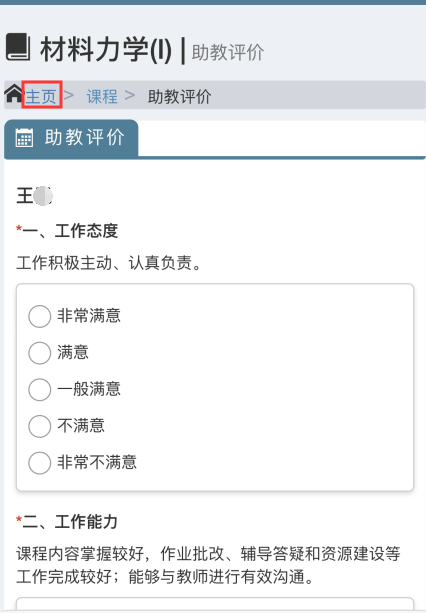 材料力学(I) | 助教评价
主页 > 课程 > 助教评价
助教评价
王
*一、工作态度
工作积极主动、认真负责。
非常满意
满意
一般满意
不满意
非常不满意
*二、工作能力
课程内容掌握较好，作业批改、辅导答疑和资源建设等
工作完成较好；能够与教师进行有效沟通。